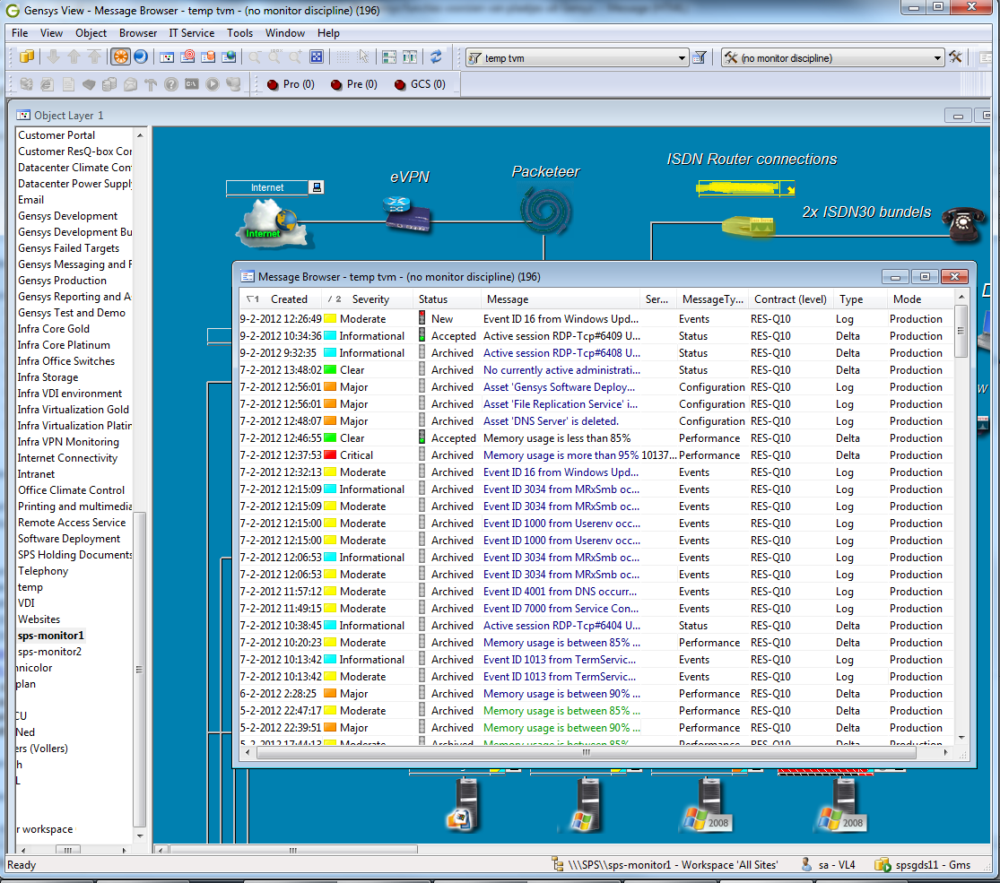 Gensys View - Message Browser - temp tvm - (no monitor discipline) (196)
File View Object Browser IT Service Tools Window Help
temp tvm (no monitor discipline)
Pro (0) Pre (0) GCS (0)
Object Layer 1
Customer Portal
Customer ResQ-box Cor
Datacenter Climate Con
Datacenter Power Supply
Email
Gensys Development
Gensys Development Bu
Gensys Failed Targets
Gensys Messaging and F
Gensys Production
Gensys Reporting and A
Gensys Test and Demo
Infra Core Gold
Infra Core Platinum
Infra Office Switches
Infra Storage
Infra VDI environment
Infra Virtualization Gold
Infra Virtualization Platin
Infra VPN Monitoring
Internet Connectivity
Intranet
Office Climate Control
Printing and multimedia
Remote Access Service
Software Deployment
SPS Holding Documents
Telephony
temp
VDI
Websites
sps-monitor1
sps-monitor2
nnicolor
plan
CU
Ned
ers (Vollers)
h
L
r workspace
Internet
Internet
eVPN
Packeteer
ISDN Router connections
2x ISDN30 bundels
D
W
Message Browser - temp tvm - (no monitor discipline) (196)
1 Created / 2 Severity Status Message Ser... MessageTy... Contract (level) Type Mode
9-2-2012 12:26:49 Moderate New Event ID 16 from Windows Upd... Events RES-Q10 Log Production
9-2-2012 10:34:36 Informational Accepted Active session RDP-Tcp#6409 U... Status RES-Q10 Delta Production
9-2-2012 9:32:35 Informational Archived Active session RDP-Tcp#6408 U... Status RES-Q10 Delta Production
7-2-2012 13:48:02 Clear Archived No currently active administrati... Status RES-Q10 Delta Production
7-2-2012 12:56:01 Major Archived Asset 'Gensys Software Deploy... Configuration RES-Q10 Log Production
7-2-2012 12:56:01 Major Archived Asset 'File Replication Service' i... Configuration RES-Q10 Log Production
7-2-2012 12:48:07 Major Archived Asset 'DNS Server' is deleted. Configuration RES-Q10 Log Production
7-2-2012 12:46:55 Clear Accepted Memory usage is less than 85% Performance RES-Q10 Delta Production
7-2-2012 12:37:53 Critical Archived Memory usage is more than 95% 10137... Performance RES-Q10 Delta Production
7-2-2012 12:32:13 Moderate Archived Event ID 16 from Windows Upd... Events RES-Q10 Log Production
7-2-2012 12:15:09 Informational Archived Event ID 3034 from MRxSmb oc... Events RES-Q10 Log Production
7-2-2012 12:15:09 Moderate Archived Event ID 3034 from MRxSmb oc... Events RES-Q10 Log Production
7-2-2012 12:15:00 Moderate Archived Event ID 1000 from Userenv occ... Events RES-Q10 Log Production
7-2-2012 12:15:00 Moderate Archived Event ID 1000 from Userenv occ... Events RES-Q10 Log Production
7-2-2012 12:06:53 Informational Archived Event ID 3034 from MRxSmb oc... Events RES-Q10 Log Production
7-2-2012 12:06:53 Moderate Archived Event ID 3034 from MRxSmb oc... Events RES-Q10 Log Production
7-2-2012 11:57:12 Moderate Archived Event ID 4001 from DNS occurr... Events RES-Q10 Log Production
7-2-2012 11:49:15 Moderate Archived Event ID 7000 from Service Con... Events RES-Q10 Log Production
7-2-2012 10:38:45 Informational Archived Active session RDP-Tcp#6404 U... Status RES-Q10 Delta Production
7-2-2012 10:20:23 Moderate Archived Memory usage is between 85% ... Performance RES-Q10 Delta Production
7-2-2012 10:13:42 Informational Archived Event ID 1013 from TermServic... Events RES-Q10 Log Production
7-2-2012 10:13:42 Moderate Archived Event ID 1013 from TermServic... Events RES-Q10 Log Production
6-2-2012 2:28:25 Major Archived Memory usage is between 90% ... Performance RES-Q10 Delta Production
5-2-2012 22:47:17 Moderate Archived Memory usage is between 85% ... Performance RES-Q10 Delta Production
5-2-2012 22:39:51 Major Archived Memory usage is between 90% ... Performance RES-Q10 Delta Production
5-2-2012 17:44:13 Moderate Archived Memory usage is between 85% ... Performance RES-Q10 Delta Production
2008 2008
Ready \\\SPS\\sps-monitor1 - Workspace 'All Sites' sa - VL4 spsgds11 - Gms